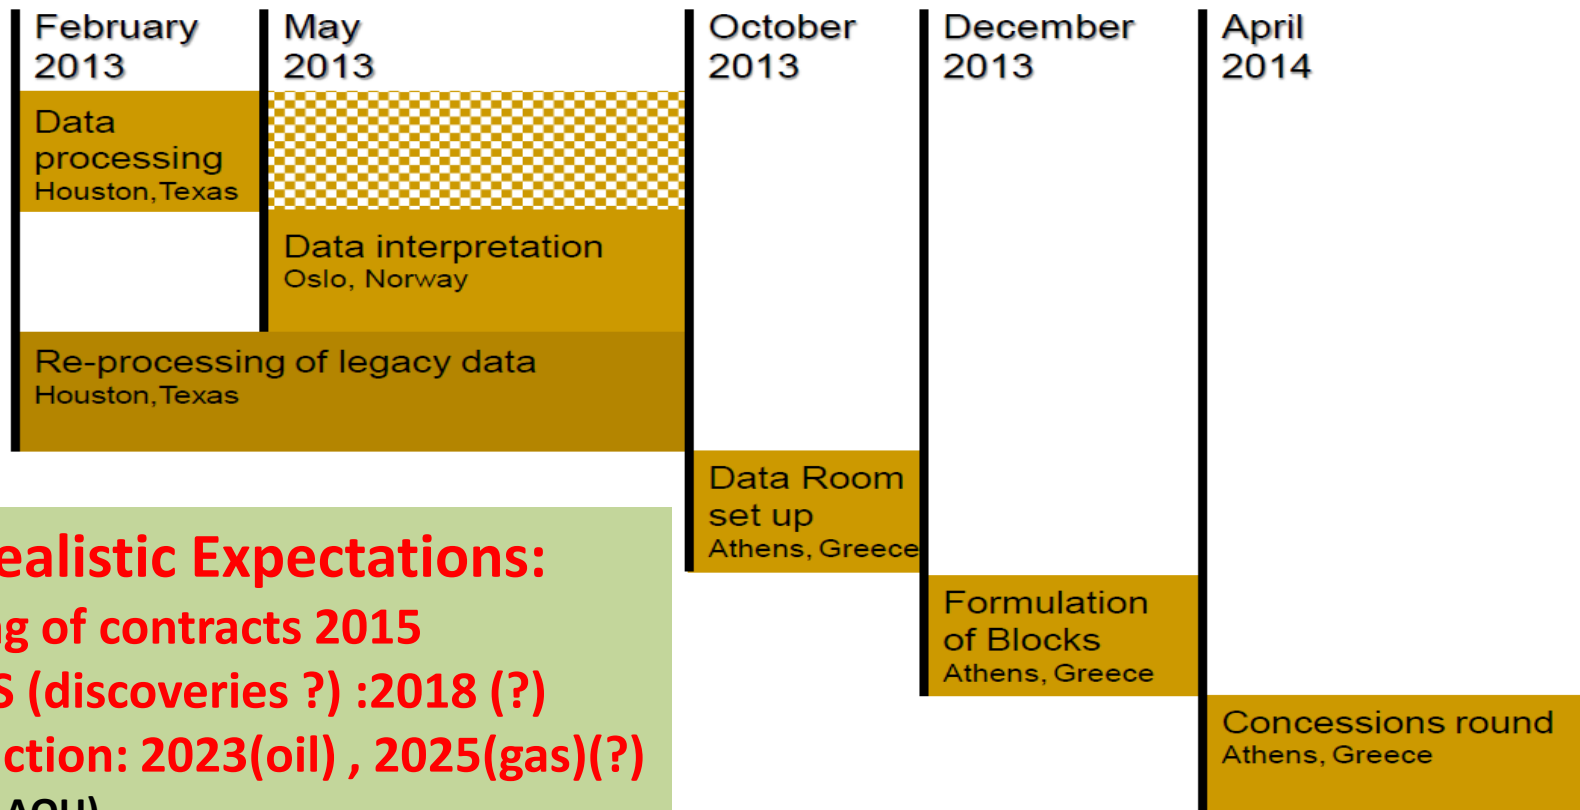 February
2013
May
2013
October
2013
December
2013
April
2014
Data
processing
Houston,Texas
Data interpretation
Oslo, Norway
Re-processing of legacy data
Houston,Texas
Data Room
set up
Athens, Greece
Formulation
of Blocks
Athens, Greece
Concessions round
Athens, Greece
ealistic Expectations:
ng of contracts 2015
S (discoveries ?) :2018 (?)
ction: 2023(oil) , 2025(gas)(?)